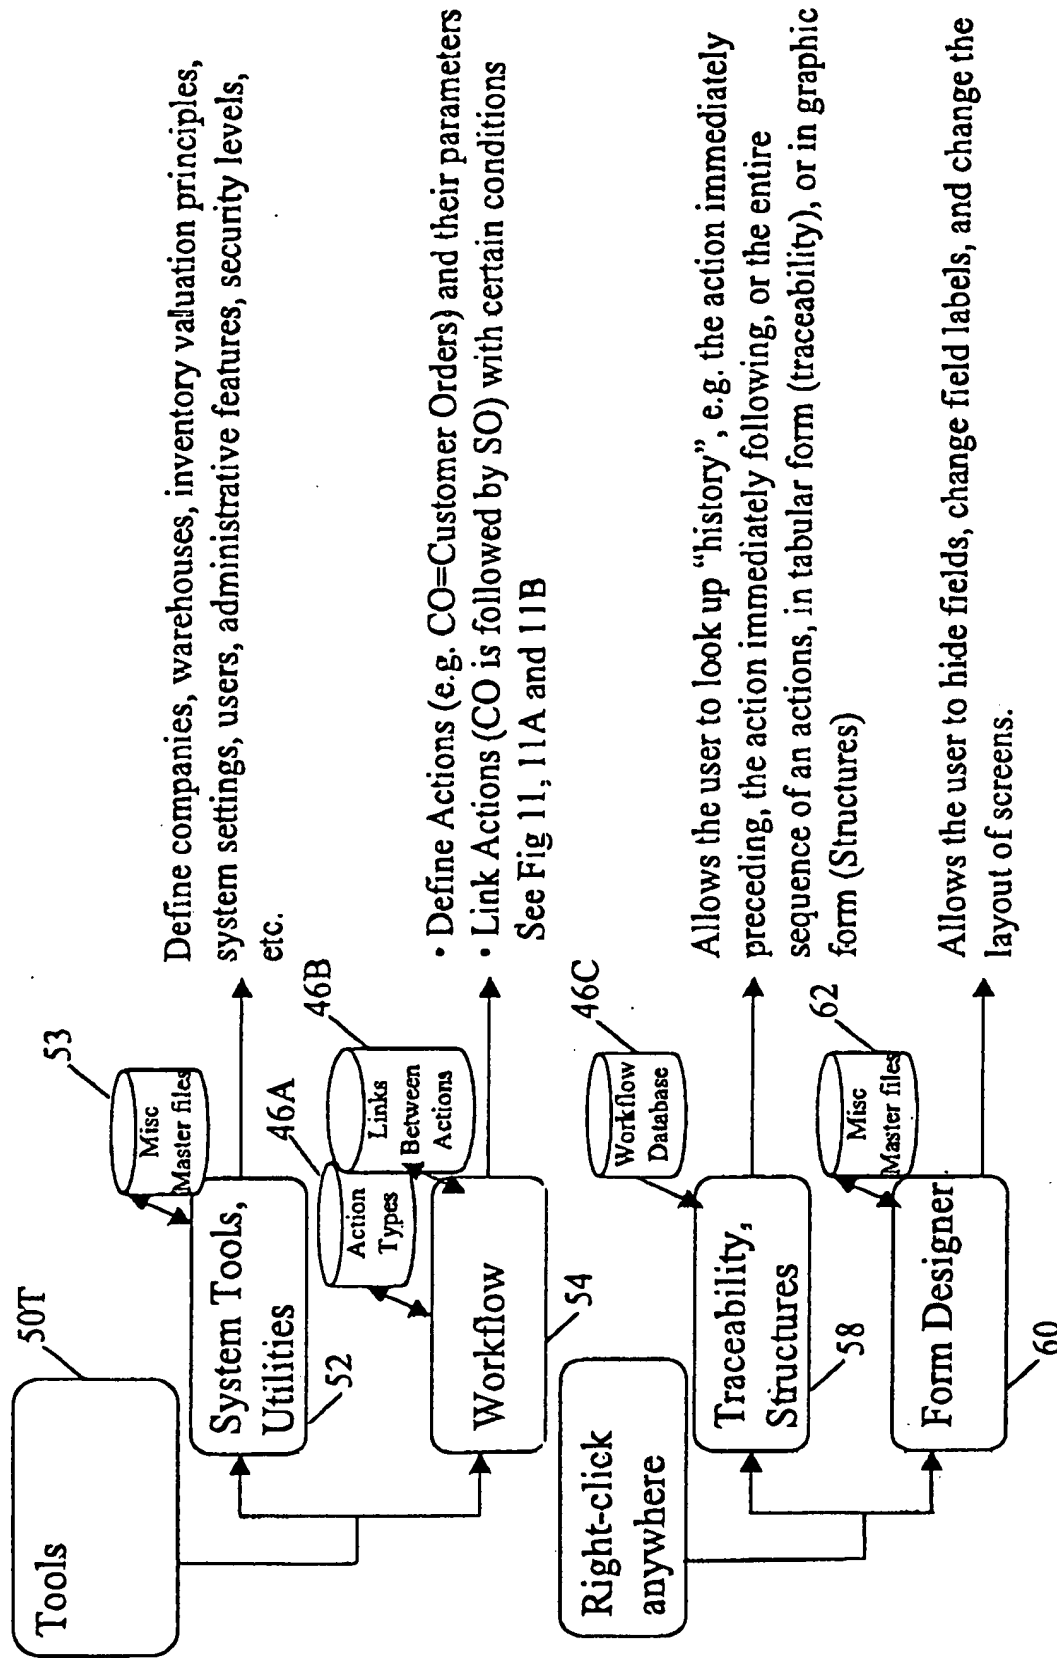 Tools
50T
System Tools,
Utilities
52
Misc
Master files
53
Define companies, warehouses, inventory valuation principles,
system settings, users, administrative features, security levels,
etc.
Workflow
54
Action
Types
46A
Links
Between
Actions
46B
• Define Actions (e.g. CO=Customer Orders) and their parameters
• Link Actions (CO is followed by SO) with certain conditions
See Fig 11, 11A and 11B
Right-click
anywhere
Traceability,
Structures
58
Workflow
Database
46C
Allows the user to look up “history”, e.g. the action immediately
preceding, the action immediately following, or the entire
sequence of an actions, in tabular form (traceability), or in graphic
form (Structures)
Form Designer
60
Misc
Master files
62
Allows the user to hide fields, change field labels, and change the
layout of screens.